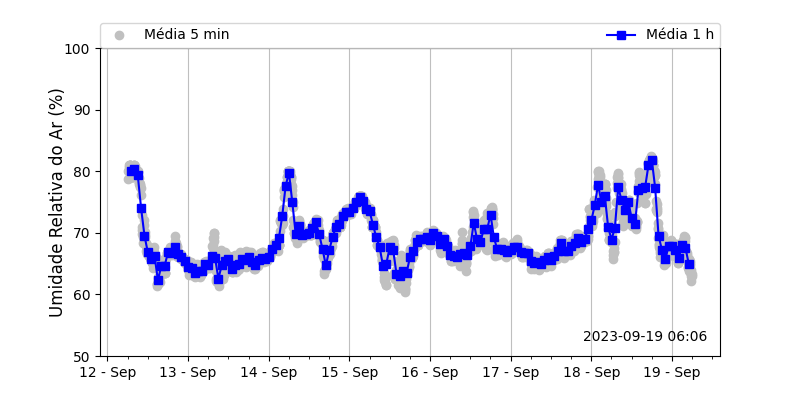 Média 5 min
Média 1 h
Umidade Relativa do Ar (%)
100
90
80
70
60
50
2023-09-19 06:06
12 - Sep
13 - Sep
14 - Sep
15 - Sep
16 - Sep
17 - Sep
18 - Sep
19 - Sep